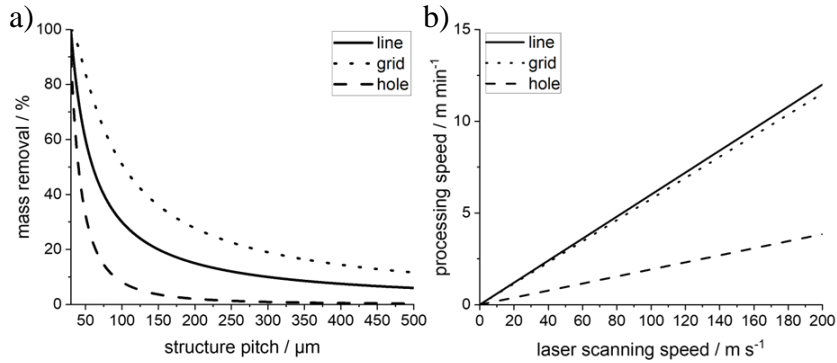 a)
100
80
60
40
20
0
mass removal / %
line
grid
hole
50 100 150 200 250 300 350 400 450 500
structure pitch / µm
b)
15
10
5
0
processing speed / m min⁻¹
line
grid
hole
0 20 40 60 80 100 120 140 160 180 200
laser scanning speed / m s⁻¹